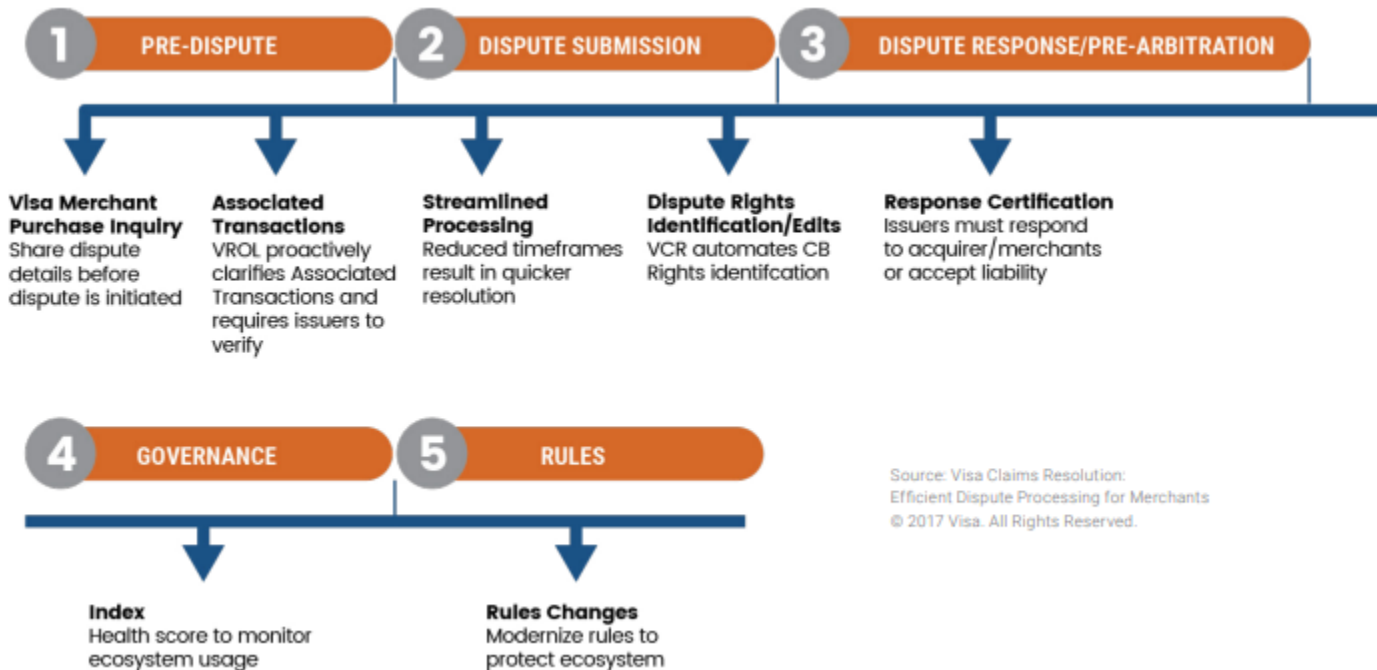 1 PRE-DISPUTE
2 DISPUTE SUBMISSION
3 DISPUTE RESPONSE/PRE-ARBITRATION
Visa Merchant
Purchase Inquiry
Share dispute
details before
dispute is initiated
Associated
Transactions
VROL proactively
clarifies Associated
Transactions and
requires issuers to
verify
Streamlined
Processing
Reduced timeframes
result in quicker
resolution
Dispute Rights
Identification/Edits
VCR automates CB
Rights identifcation
Response Certification
Issuers must respond
to acquirer/merchants
or accept liability
4 GOVERNANCE
5 RULES
Index
Health score to monitor
ecosystem usage
Rules Changes
Modernize rules to
protect ecosystem
Source: Visa Claims Resolution:
Efficient Dispute Processing for Merchants
© 2017 Visa. All Rights Reserved.